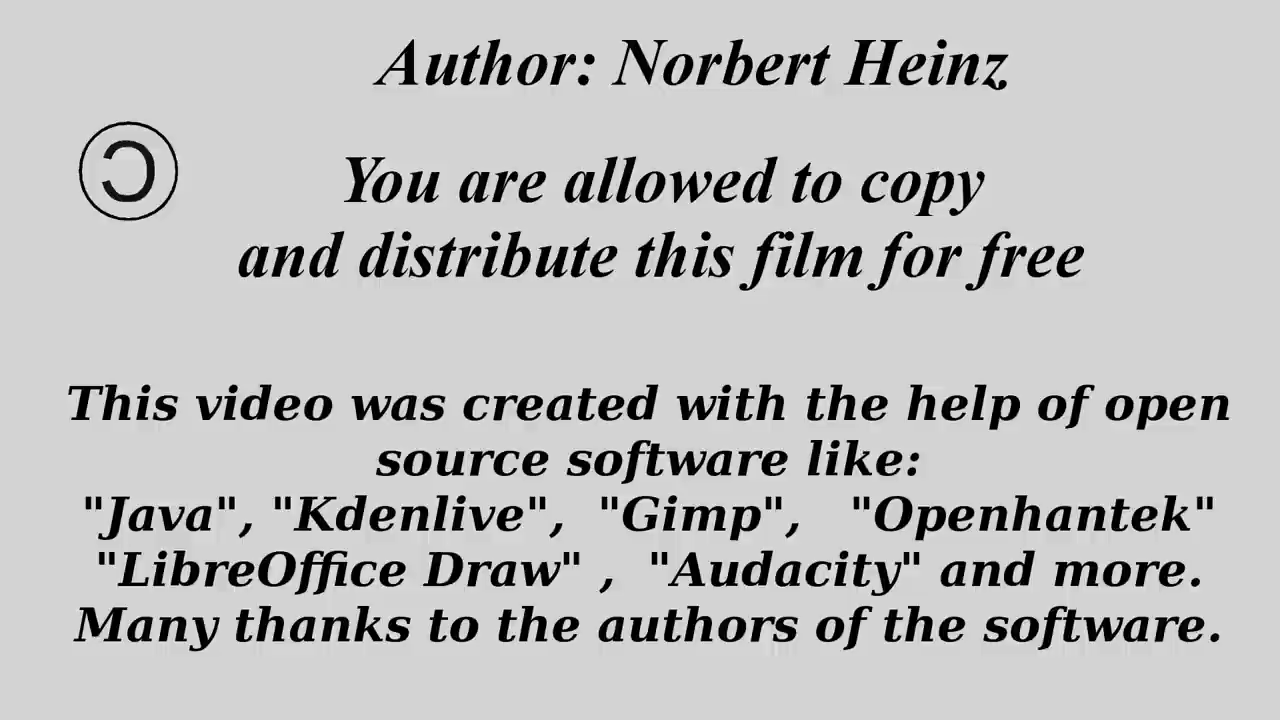 Author: Norbert Heinz
Ɔ
You are allowed to copy
and distribute this film for free
This video was created with the help of open
source software like:
"Java", "Kdenlive",  "Gimp",   "Openhantek"
"LibreOffice Draw" ,  "Audacity" and more.
Many thanks to the authors of the software.